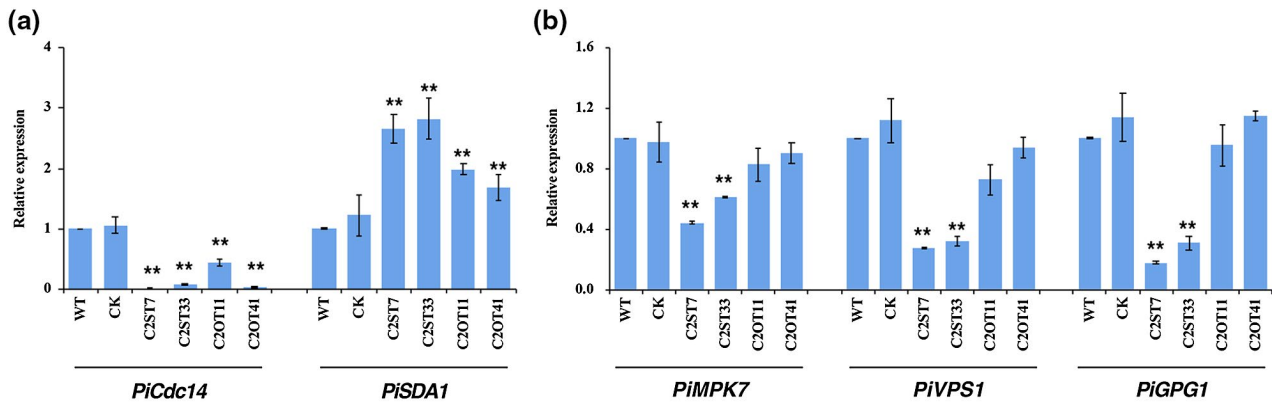 (a)
Relative expression
4
3
2
1
0
** ** ** **
** ** ** **
WT CK C2ST7 C2ST33 C2OT11 C2OT41
WT CK C2ST7 C2ST33 C2OT11 C2OT41
PiCdc14
PiSDA1
(b)
Relative expression
1.6
1.2
0.8
0.4
0.0
** **
** **
** **
WT CK C2ST7 C2ST33 C2OT11 C2OT41
WT CK C2ST7 C2ST33 C2OT11 C2OT41
WT CK C2ST7 C2ST33 C2OT11 C2OT41
PiMPK7
PiVPS1
PiGPG1